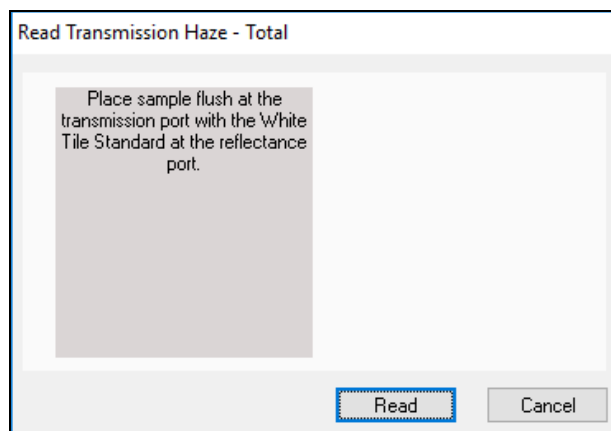 Read Transmission Haze - Total
Place sample flush at the
transmission port with the White
Tile Standard at the reflectance
port.
Read
Cancel